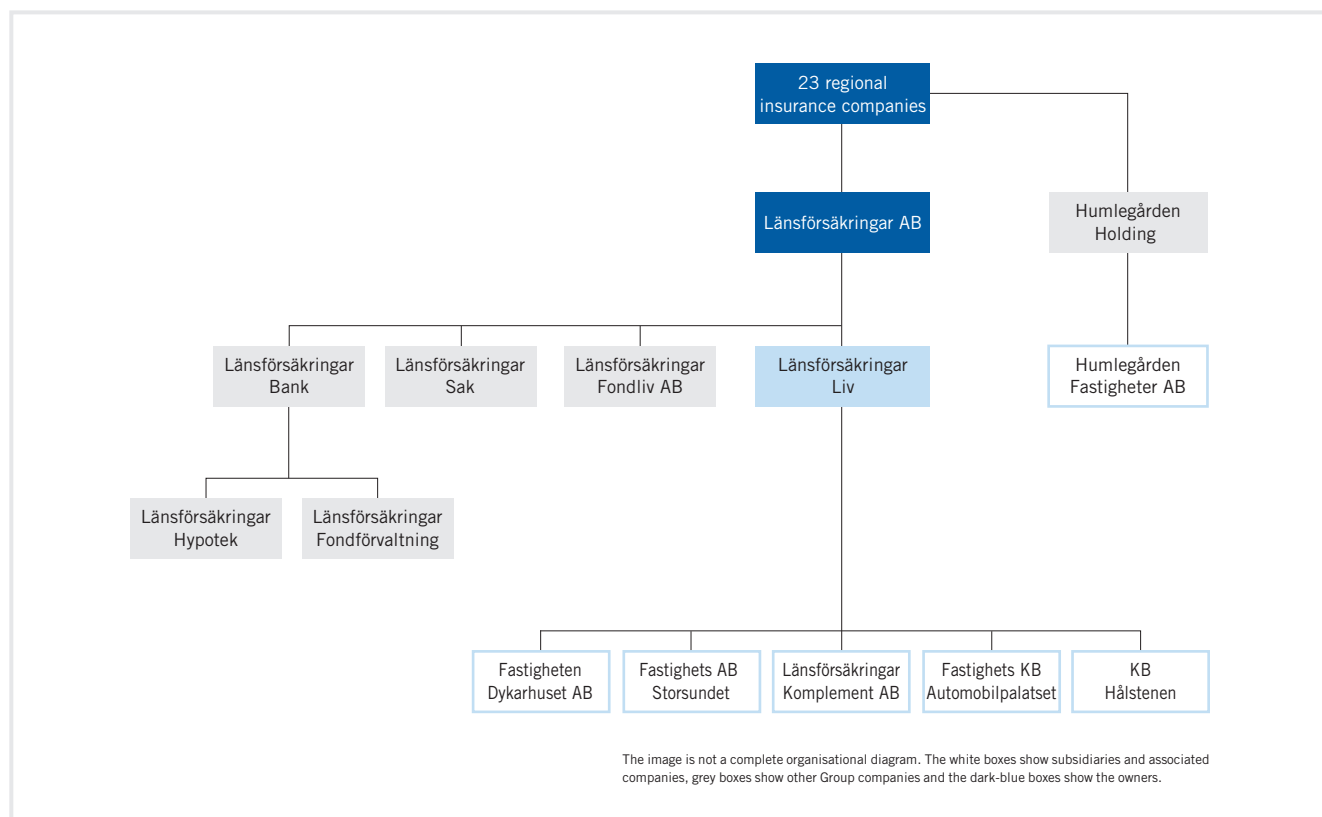 23 regional
insurance companies
Länsförsäkringar AB
Humlegården
Holding
Länsförsäkringar
Bank
Länsförsäkringar
Sak
Länsförsäkringar
Fondliv AB
Länsförsäkringar
Liv
Humlegården
Fastigheter AB
Länsförsäkringar
Hypotek
Länsförsäkringar
Fondförvaltning
Fastigheten
Dykarhuset AB
Fastighets AB
Storsundet
Länsförsäkringar
Komplement AB
Fastighets KB
Automobilpalatset
KB
Hålstenen
The image is not a complete organisational diagram. The white boxes show subsidiaries and associated
companies, grey boxes show other Group companies and the dark-blue boxes show the owners.